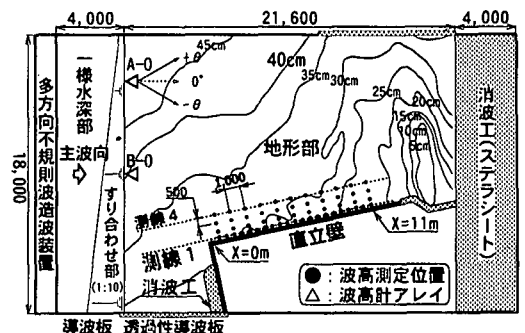 4,000
21,600
4,000
18,000
多方向不規則波造波装置
一様水深部
主波向
すり合わせ部
(1:10)
A-0
+θ
0°
-θ
B-0
45cm
40cm
35cm
30cm
25cm
20cm
15cm
10cm
5cm
地形部
1,000
500
測線4
測線1
X=0m
直立壁
X=11m
消波工
消波工(ステラシート)
●:波高測定位置
△:波高計アレイ
導波板
透過性導波板